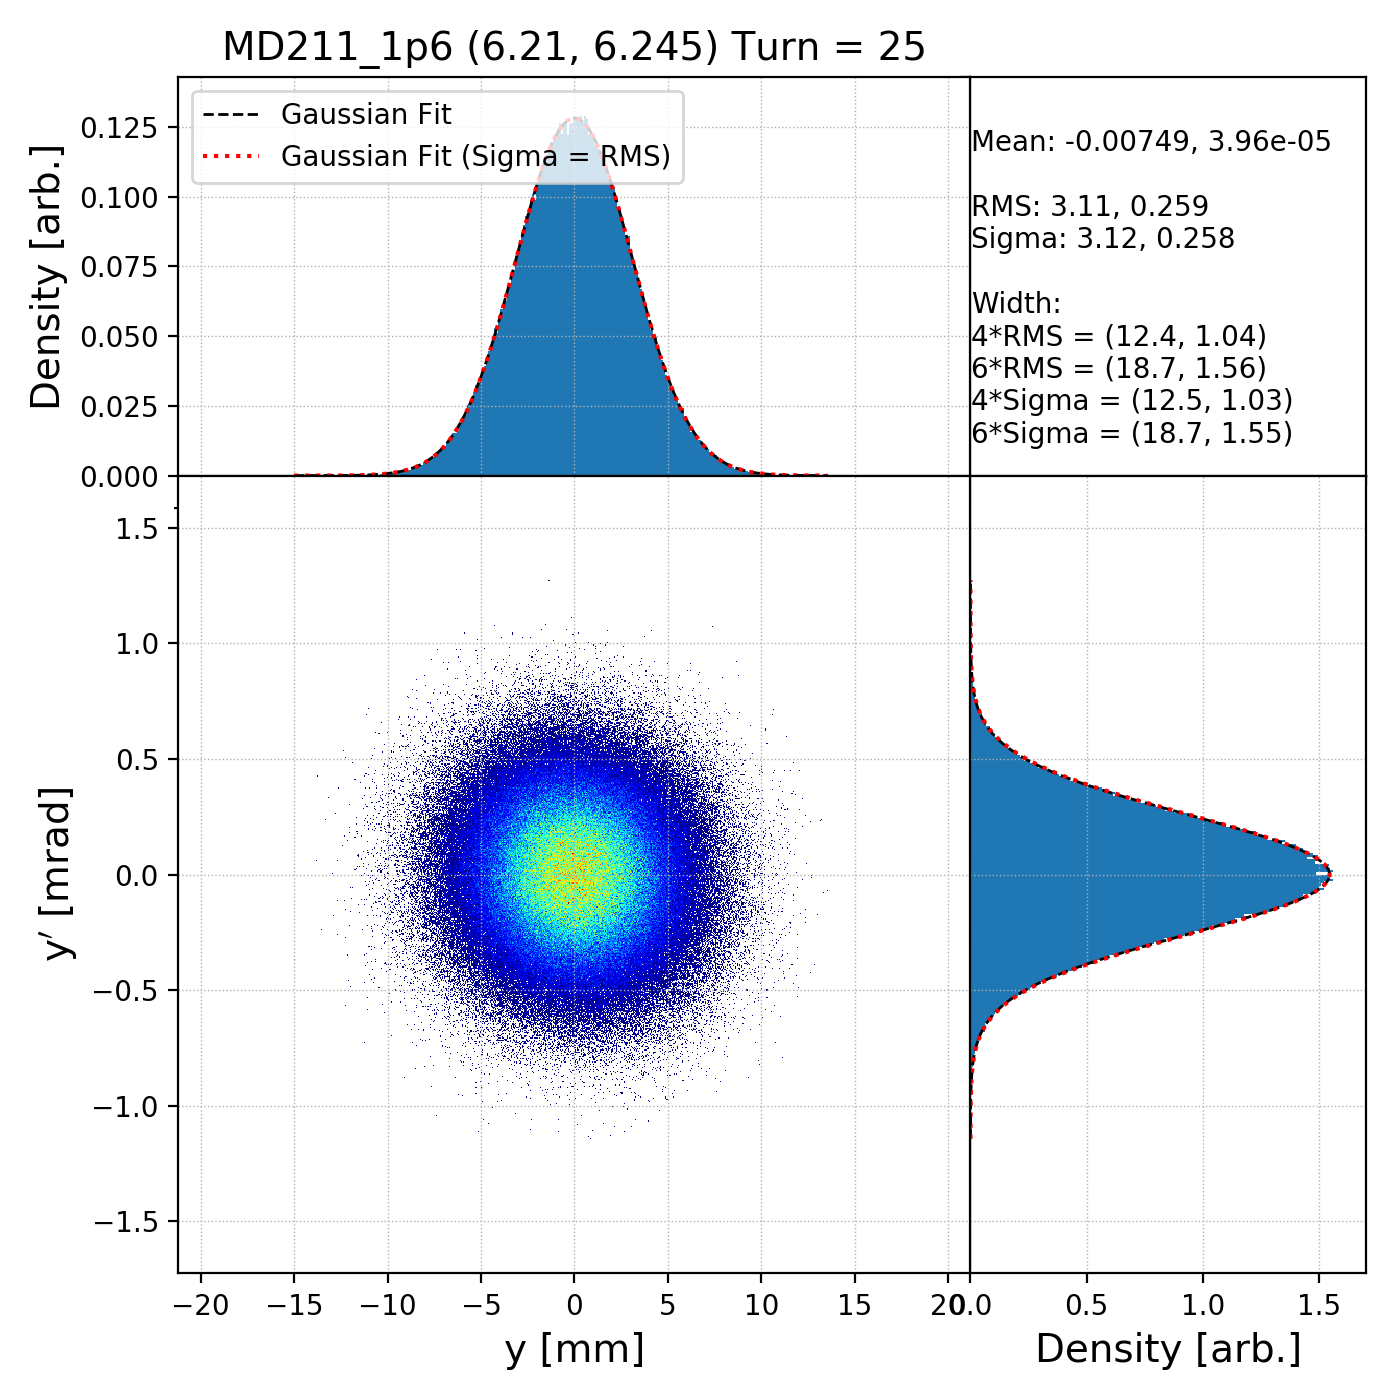 MD211_1p6 (6.21, 6.245) Turn = 25
Gaussian Fit
Gaussian Fit (Sigma = RMS)
Density [arb.]
0.125
0.100
0.075
0.050
0.025
0.000
Mean: -0.00749, 3.96e-05
RMS: 3.11, 0.259
Sigma: 3.12, 0.258
Width:
4*RMS = (12.4, 1.04)
6*RMS = (18.7, 1.56)
4*Sigma = (12.5, 1.03)
6*Sigma = (18.7, 1.55)
y′ [mrad]
1.5
1.0
0.5
0.0
−0.5
−1.0
−1.5
−20 −15 −10 −5 0 5 10 15 20
y [mm]
0.0 0.5 1.0 1.5
Density [arb.]